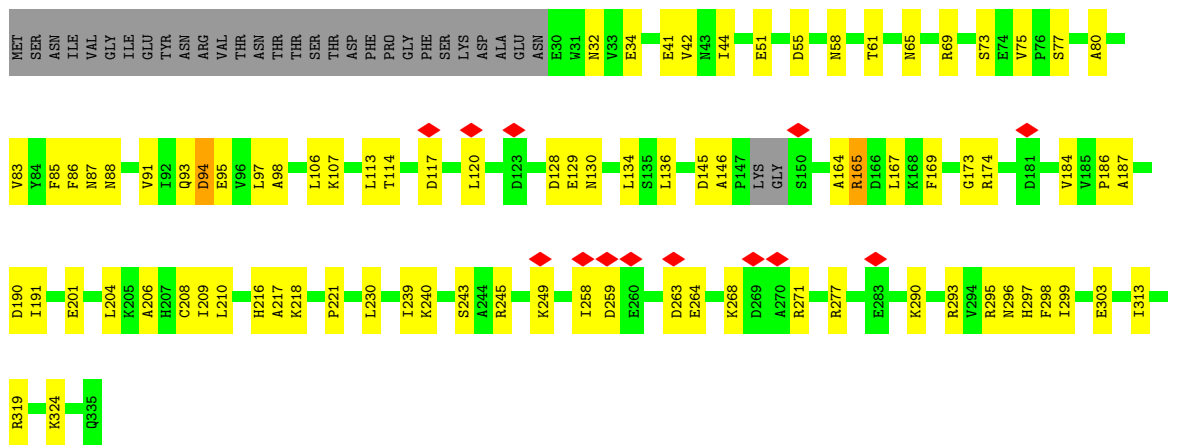 MET SER ASN ILE VAL GLY ILE GLU TYR ASN ARG VAL THR ASN THR THR SER THR ASP PHE PRO GLY PHE SER LYS ASP ALA GLU ASN E30 W31 N32 V33 E34 E41 V42 N43 I44 E51 D55 N58 T61 N65 R69 S73 E74 V75 P76 S77 A80
V83 Y84 F85 F86 N87 N88 V91 I92 Q93 D94 E95 V96 L97 A98 L106 K107 L113 T114 D117 L120 D123 D128 E129 N130 L134 S135 L136 D145 A146 P147 LYS GLY S150 A164 R165 D166 L167 K168 F169 G173 R174 D181 V184 V185 P186 A187
D190 I191 E201 L204 K205 A206 H207 C208 I209 L210 H216 A217 K218 P221 L230 I239 K240 S243 A244 R245 K249 I258 D259 E260 D263 E264 K268 D269 A270 R271 R277 E283 K290 R293 V294 R295 N296 H297 F298 I299 E303 I313
R319 K324 Q335